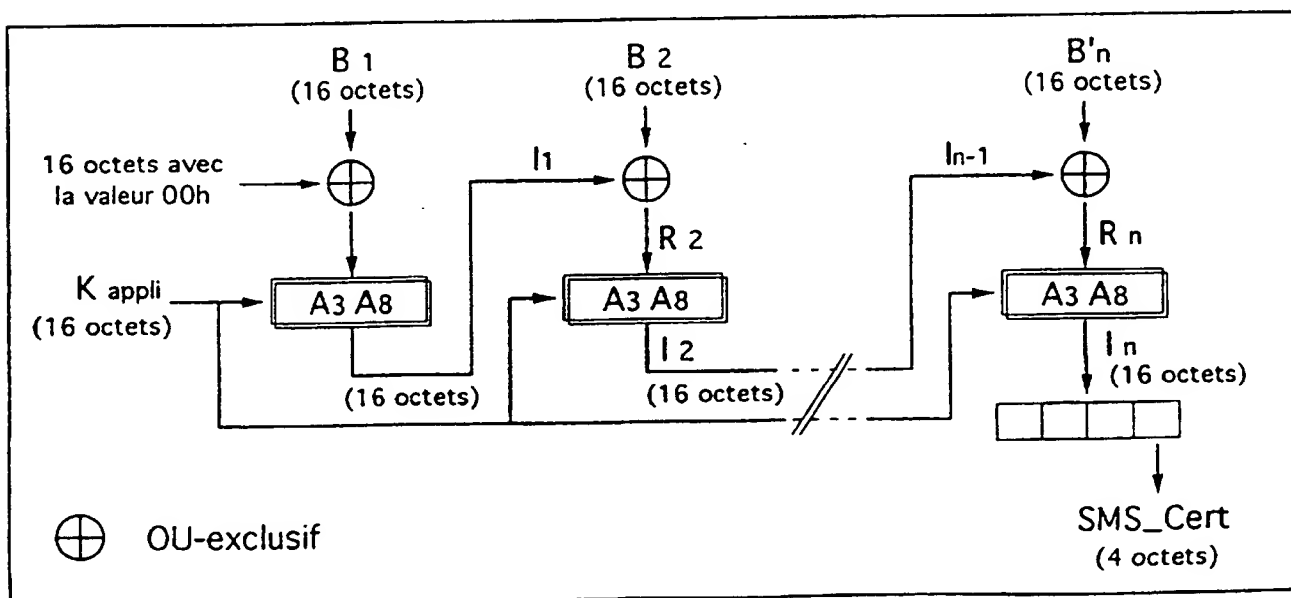 B 1
(16 octets)
B 2
(16 octets)
B'n
(16 octets)
16 octets avec
la valeur 00h
I1
In-1
R 2
R n
K appli
(16 octets)
A3 A8
A3 A8
A3 A8
(16 octets)
I 2
(16 octets)
I n
(16 octets)
OU-exclusif
SMS_Cert
(4 octets)